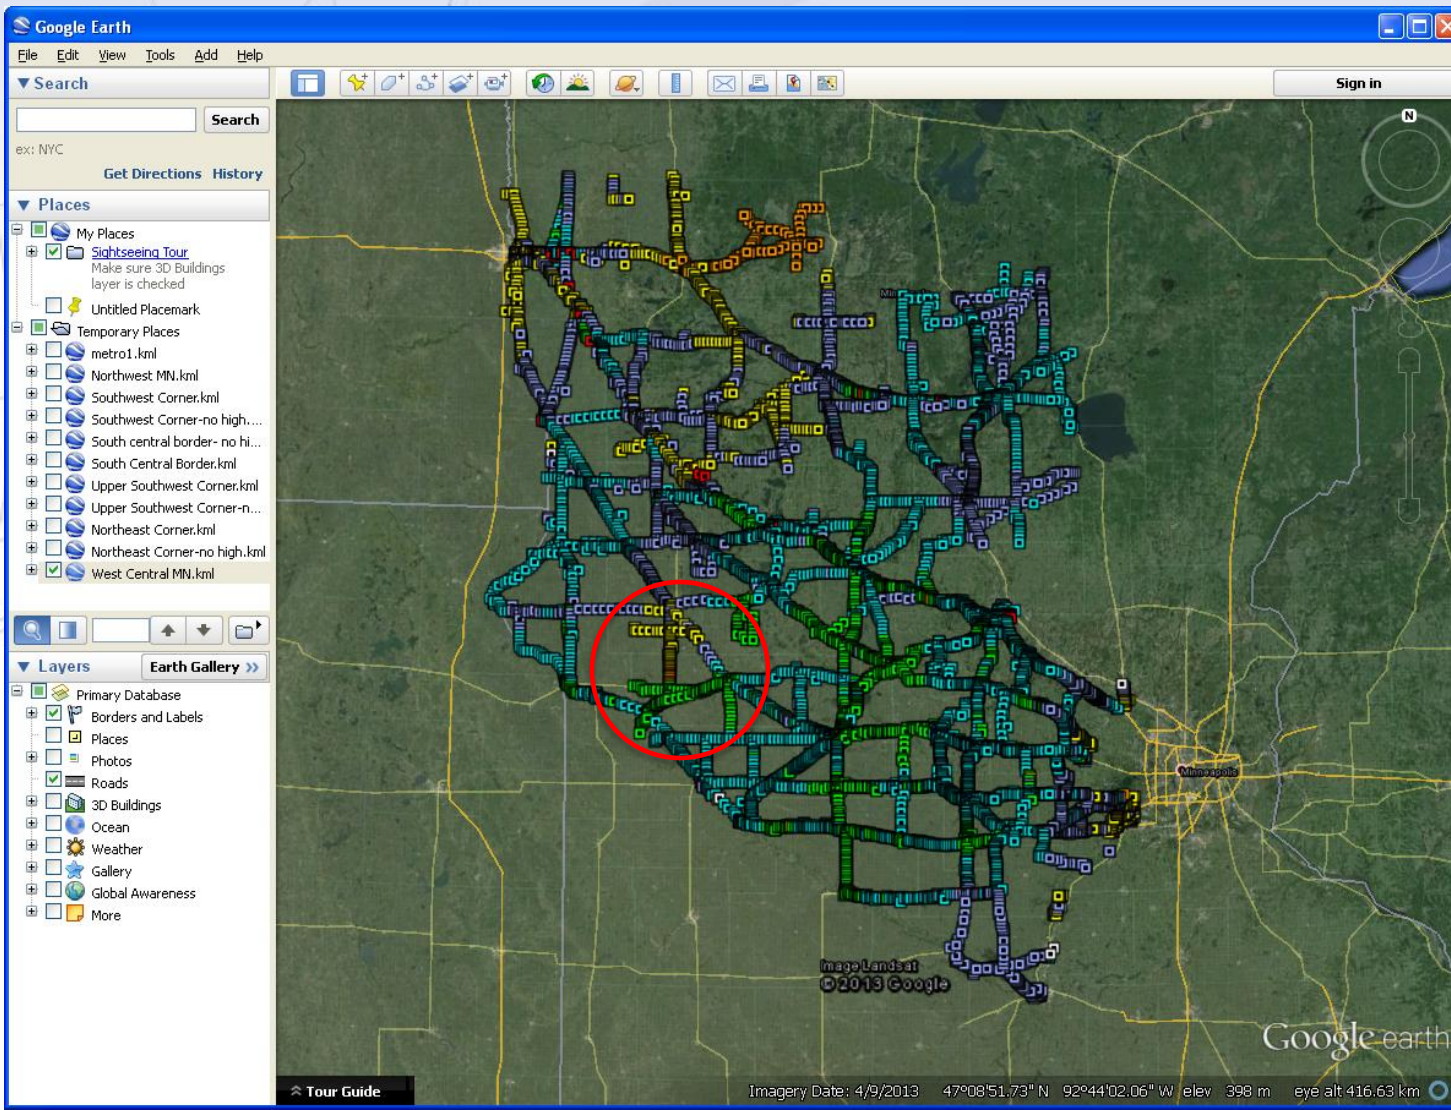 Google Earth
File Edit View Tools Add Help
Search
Search
ex: NYC
Get Directions History
Places
My Places
Sightseeing Tour
Make sure 3D Buildings
layer is checked
Untitled Placemark
Temporary Places
metro1.kml
Northwest MN.kml
Southwest Corner.kml
Southwest Corner-no high....
South central border- no hi...
South Central Border.kml
Upper Southwest Corner.kml
Upper Southwest Corner-n...
Northeast Corner.kml
Northeast Corner-no high.kml
West Central MN.kml
Layers
Earth Gallery >>
Primary Database
Borders and Labels
Places
Photos
Roads
3D Buildings
Ocean
Weather
Gallery
Global Awareness
More
Sign in
N
Minneapolis
Image Landsat
© 2013 Google
Google earth
Tour Guide
Imagery Date: 4/9/2013 47°08'51.73" N 92°44'02.06" W elev 398 m eye alt 416.63 km